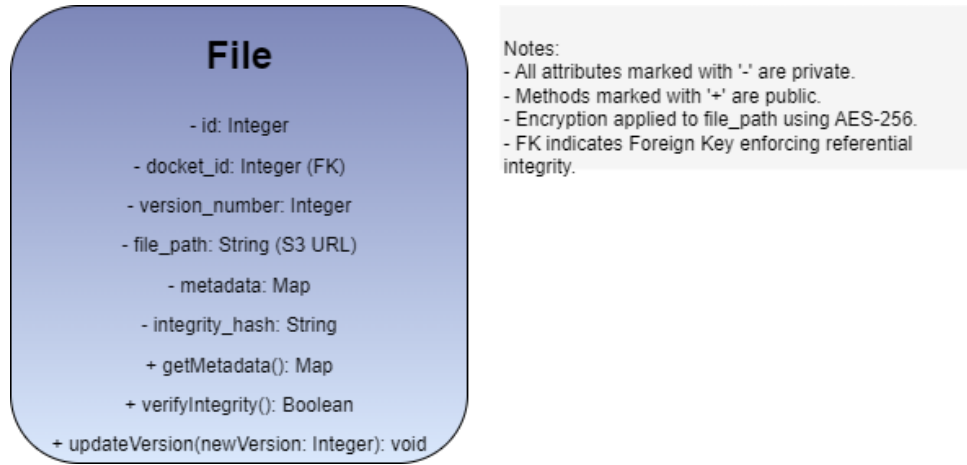 File
- id: Integer
- docket_id: Integer (FK)
- version_number: Integer
- file_path: String (S3 URL)
- metadata: Map
- integrity_hash: String
+ getMetadata(): Map
+ verifyIntegrity(): Boolean
+ updateVersion(newVersion: Integer): void
Notes:
- All attributes marked with '-' are private.
- Methods marked with '+' are public.
- Encryption applied to file_path using AES-256.
- FK indicates Foreign Key enforcing referential
integrity.